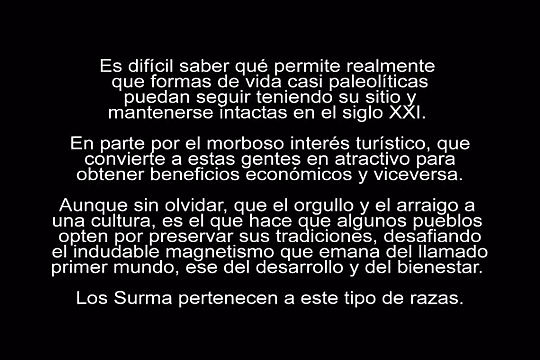 Es difícil saber qué permite realmente
que formas de vida casi paleolíticas
puedan seguir teniendo su sitio y
mantenerse intactas en el siglo XXI.
En parte por el morboso interés turístico, que
convierte a estas gentes en atractivo para
obtener beneficios económicos y viceversa.
Aunque sin olvidar, que el orgullo y el arraigo a
una cultura, es el que hace que algunos pueblos
opten por preservar sus tradiciones, desafiando
el indudable magnetismo que emana del llamado
primer mundo, ese del desarrollo y del bienestar.
Los Surma pertenecen a este tipo de razas.